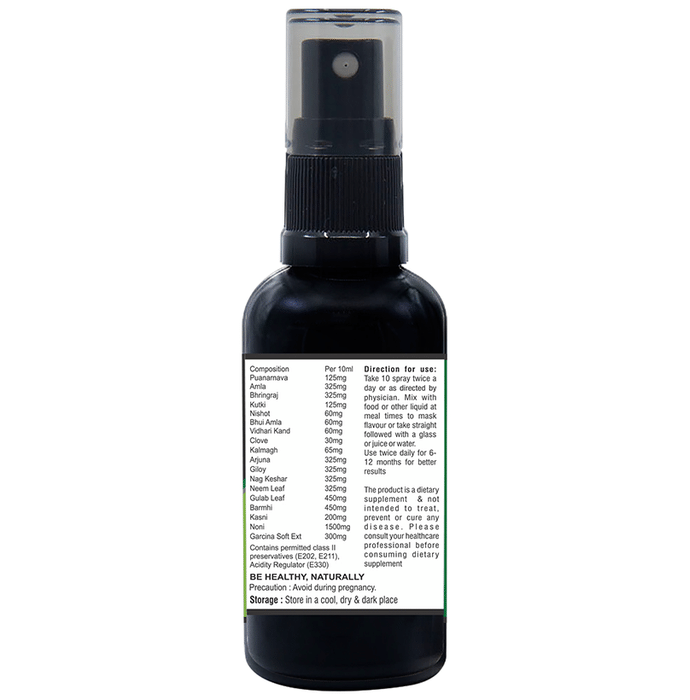 Composition Per 10ml
Puanarnava 125mg
Amla 325mg
Bhringraj 325mg
Kutki 125mg
Nishot 60mg
Bhui Amla 60mg
Vidhari Kand 60mg
Clove 30mg
Kalmagh 65mg
Arjuna 325mg
Giloy 325mg
Nag Keshar 325mg
Neem Leaf 325mg
Gulab Leaf 450mg
Barmhi 450mg
Kasni 200mg
Noni 1500mg
Garcina Soft Ext 300mg
Contains permitted class II
preservatives (E202, E211),
Acidity Regulator (E330)
Direction for use:
Take 10 spray twice a
day or as directed by
physician. Mix with
food or other liquid at
meal times to mask
flavour or take straight
followed with a glass
or juice or water.
Use twice daily for 6-
12 months for better
results
The product is a dietary
supplement & not
intended to treat,
prevent or cure any
disease. Please
consult your healthcare
professional before
consuming dietary
supplement
BE HEALTHY, NATURALLY
Precaution : Avoid during pregnancy.
Storage : Store in a cool, dry & dark place